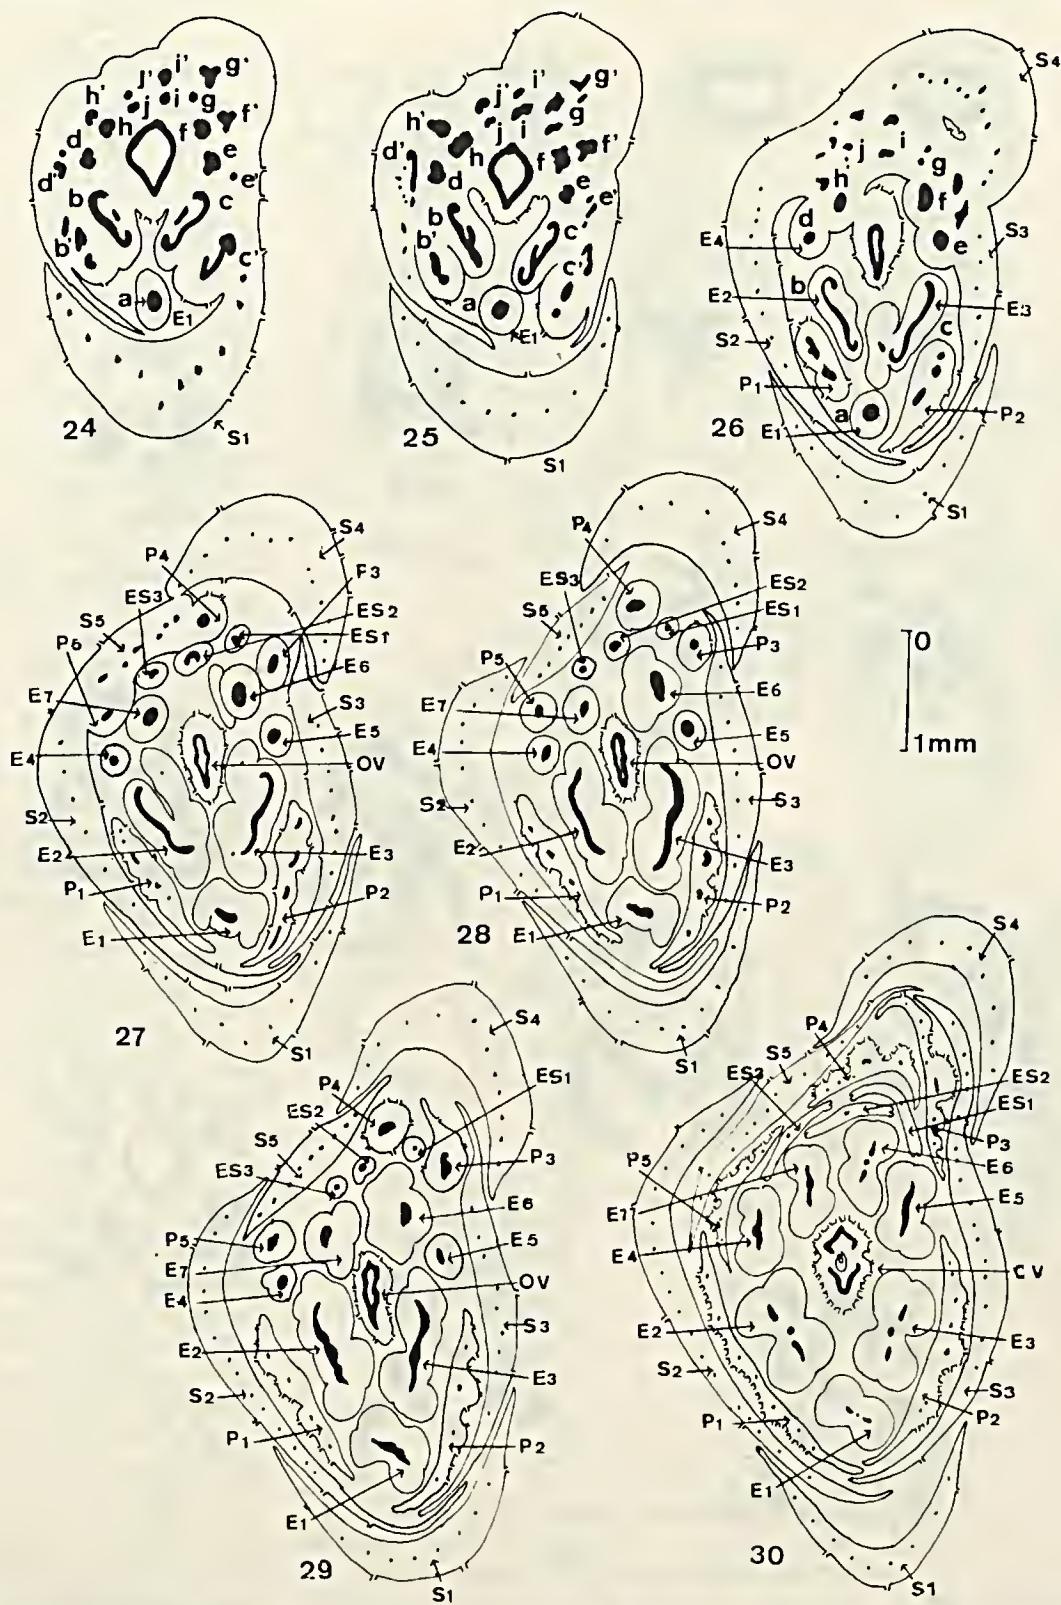 j' i' g'
h' j i g f'
d h f
d' e
b c e'
b' c'
a E1
24 S1
j' i' g'
h' j i g
d' h f f'
d e
b e'
b' c
c'
a E1
25 S1
S4
j i g
h f
E4 d e S3
E2 b E3
S2 c
P1 P2
a
26 E1 S1
P4 S4
ES3 P3
S5 ES2
P5 ES1
E7 E6
S3
E4 E5
OV
S2
E2 E3
P1 P2
E1
27 S1
P4 S4
ES3 ES2
S5 ES1
P5 P3
E7 E6
E4 E5
OV
S2 S3
E2 E3
P1 P2
E1
28 S1
0
1mm
S4
P4 ES1
ES2
S5 P3
ES3
E6
P5 E5
E7
E4 OV
S3
E2
S2 E3
P1 P2
E1
29 S1
S4
P4
S5 ES2
ES3 ES1
P3
P5 E6
E7 E5
E4
CV
E2 E3
S2 S3
P1 P2
E1
30 S1